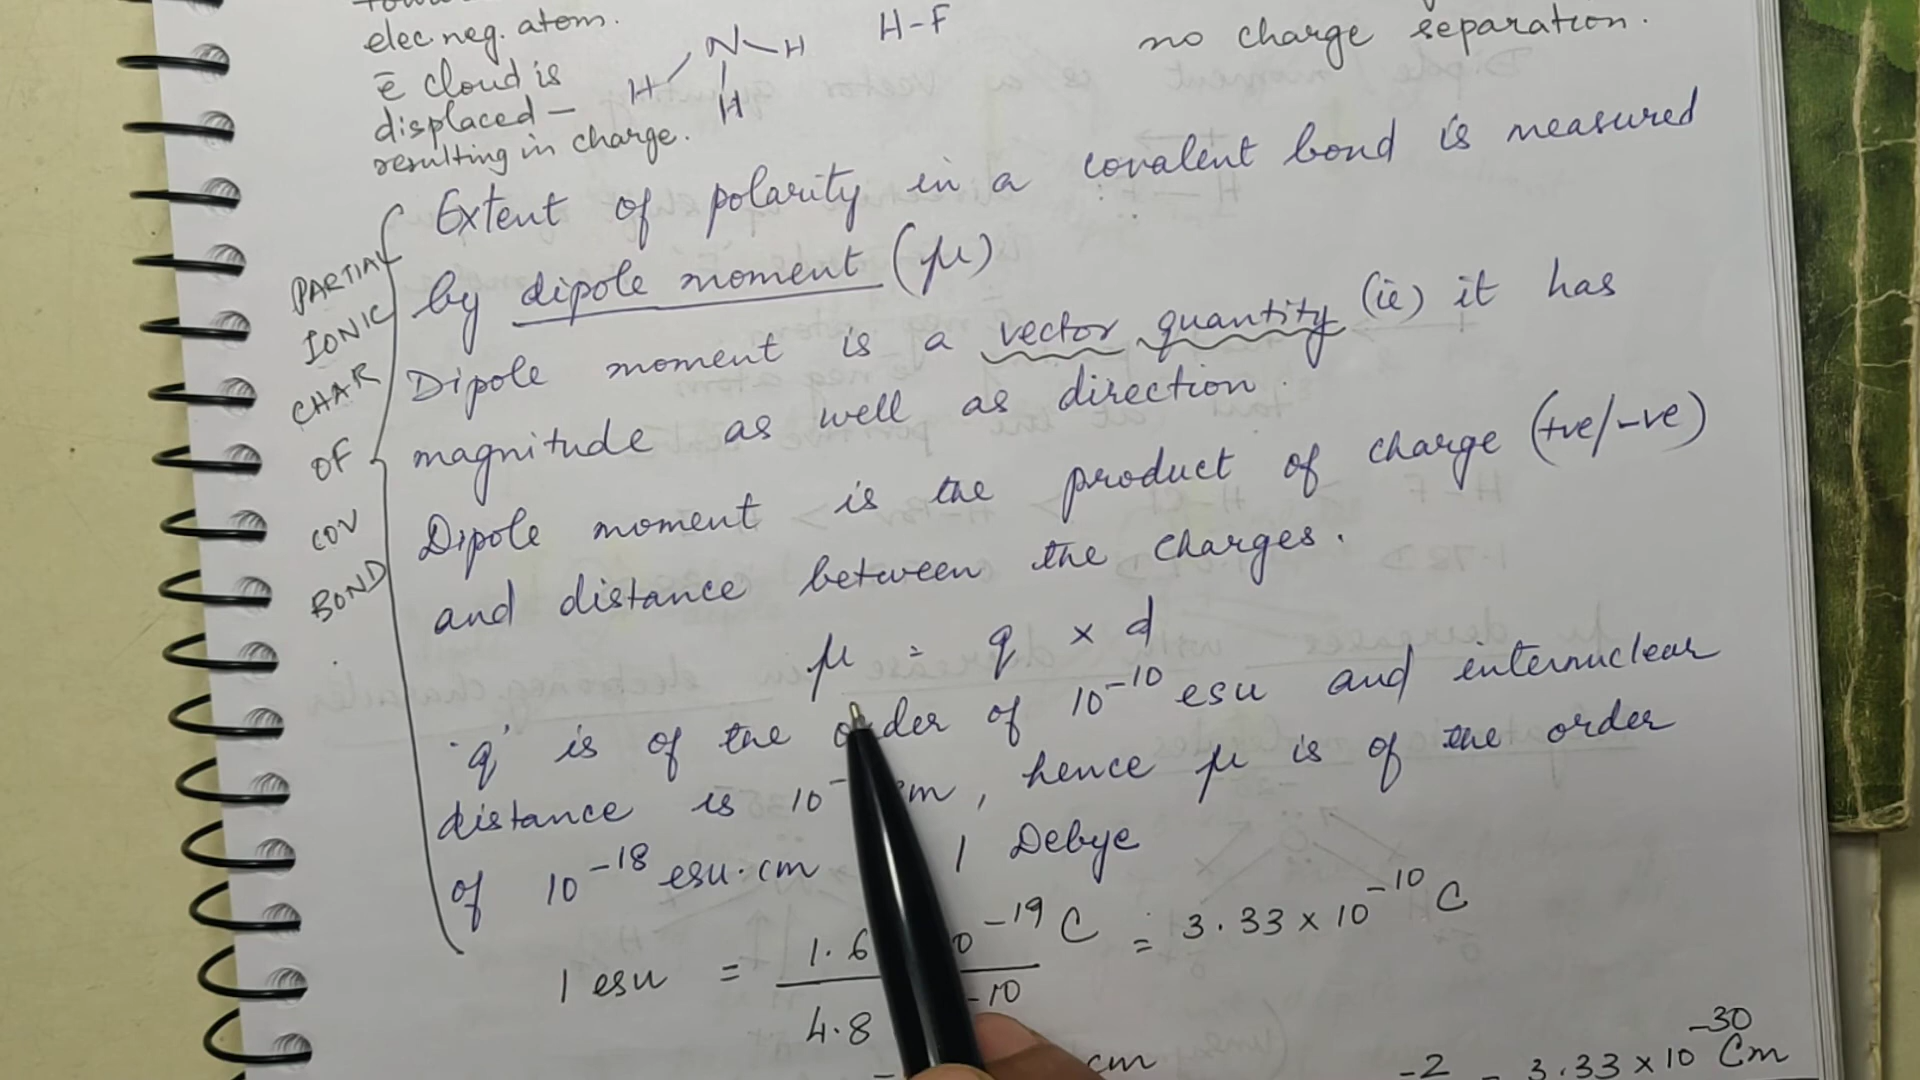 elec.neg. atom.
ē cloud is
displaced –
resulting in charge.
N H
H
H
H-F
no charge separation.
PARTIAL
IONIC
CHAR
OF
COV
BOND
Extent of polarity in a covalent bond is measured
by dipole moment (μ)
Dipole moment is a vector quantity (ie) it has
magnitude as well as direction.
Dipole moment is the product of charge (+ve/-ve)
and distance between the charges.
μ = q × d
'q' is of the order of 10⁻¹⁰ esu and internuclear
distance is 10⁻ cm, hence μ is of the order
of 10⁻¹⁸ esu.cm 1 Debye
1 esu = 1.6 0⁻¹⁹ C = 3.33 × 10⁻¹⁰ C
4.8 ⁻¹⁰
cm -2 = 3.33 × 10⁻³⁰ Cm